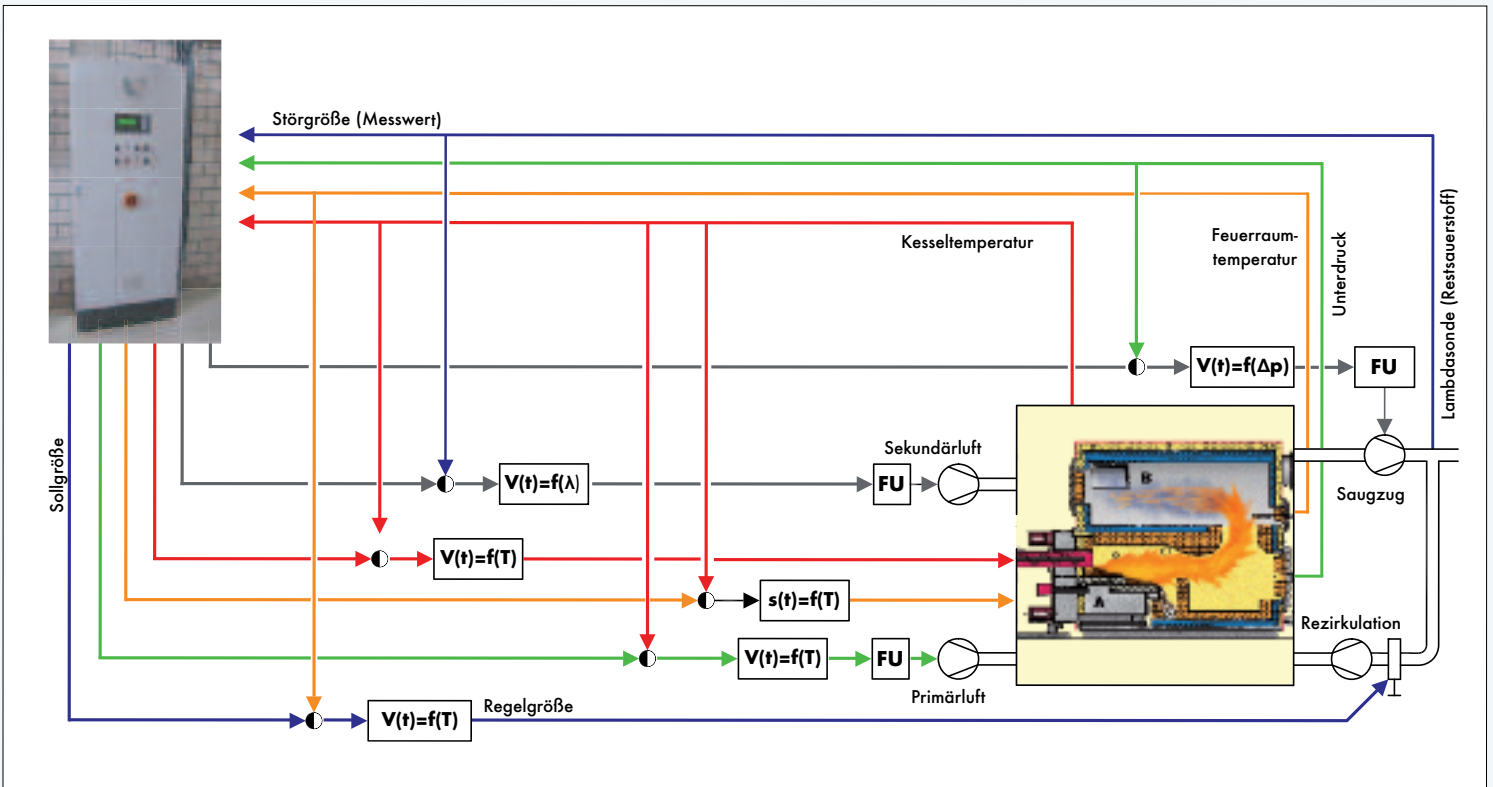 Störgröße (Messwert)
Kesseltemperatur
Feuerraum-
temperatur
Unterdruck
Lambdasonde (Restsauerstoff)
V(t)=f(Δp)
FU
Sollgröße
Sekundärluft
V(t)=f(λ)
FU
Saugzug
B
V(t)=f(T)
A
s(t)=f(T)
Rezirkulation
V(t)=f(T)
FU
Primärluft
Regelgröße
V(t)=f(T)